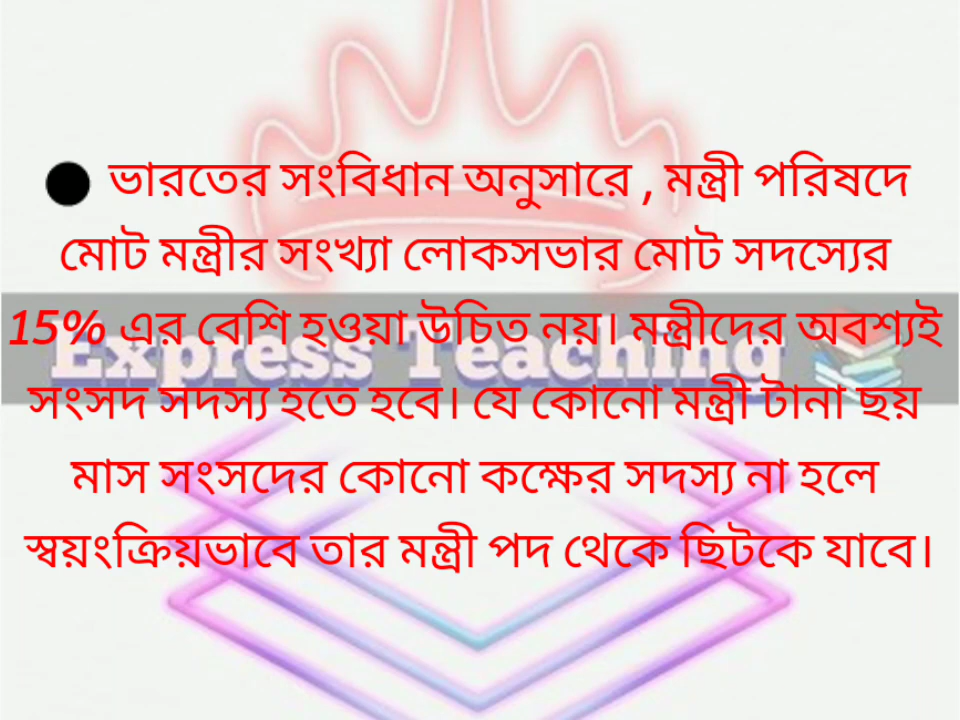 ● ভারতের সংবিধান অনুসারে , মন্ত্রী পরিষদে
মোট মন্ত্রীর সংখ্যা লোকসভার মোট সদস্যের
15% এর বেশি হওয়া উচিত নয়। মন্ত্রীদের অবশ্যই
Express Teaching
সংসদ সদস্য হতে হবে। যে কোনো মন্ত্রী টানা ছয়
মাস সংসদের কোনো কক্ষের সদস্য না হলে
স্বয়ংক্রিয়ভাবে তার মন্ত্রী পদ থেকে ছিটকে যাবে।